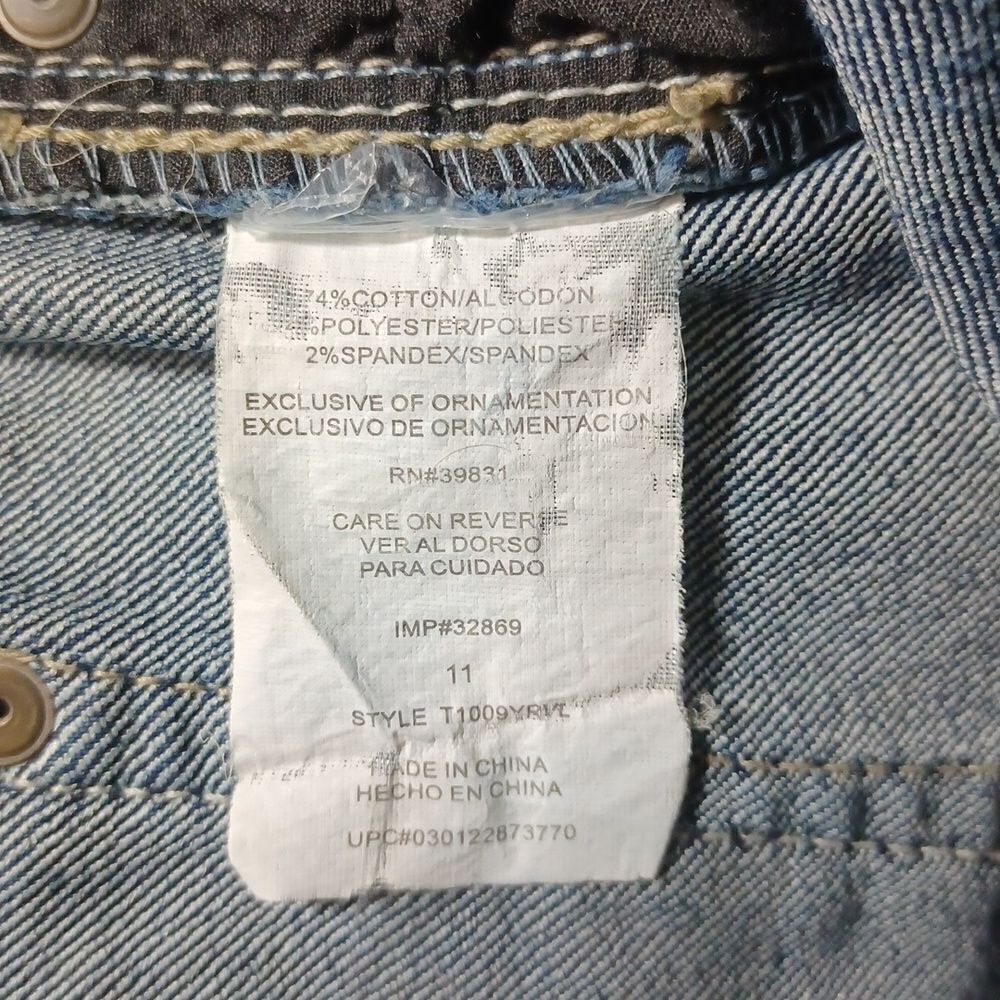 74%COTTON/ALGODON
%POLYESTER/POLIESTER
2%SPANDEX/SPANDEX
EXCLUSIVE OF ORNAMENTATION
EXCLUSIVO DE ORNAMENTACION
RN#39831
CARE ON REVERSE
VER AL DORSO
PARA CUIDADO
IMP#32869
11
STYLE
MADE IN CHINA
HECHO EN CHINA
UPC#030122873770